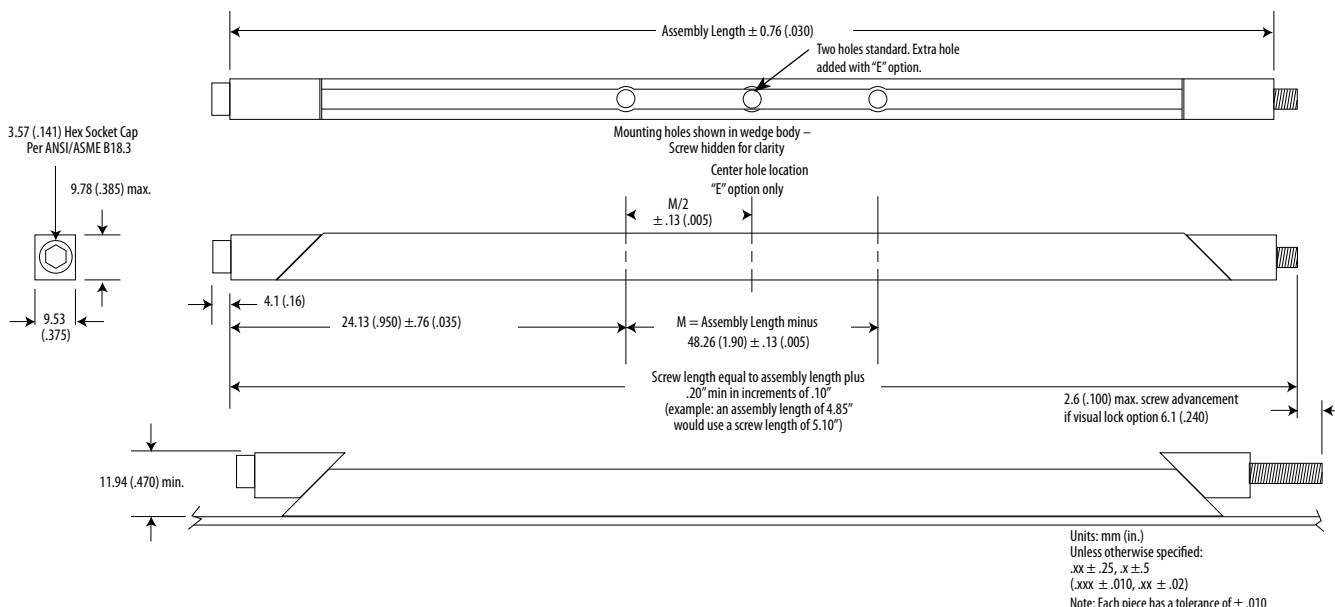 Assembly Length ± 0.76 (.030)
Two holes standard. Extra hole
added with “E” option.
3.57 (.141) Hex Socket Cap
Per ANSI/ASME B18.3
Mounting holes shown in wedge body –
Screw hidden for clarity
Center hole location
“E” option only
9.78 (.385) max.
M/2
± .13 (.005)
4.1 (.16)
9.53
(.375)
24.13 (.950) ±.76 (.035)
M = Assembly Length minus
48.26 (1.90) ± .13 (.005)
Screw length equal to assembly length plus
.20” min in increments of .10”
(example: an assembly length of 4.85”
would use a screw length of 5.10”)
2.6 (.100) max. screw advancement
if visual lock option 6.1 (.240)
11.94 (.470) min.
Units: mm (in.)
Unless otherwise specified:
.xx ± .25, .x ±.5
(.xxx ± .010, .xx ± .02)
Note: Each piece has a tolerance of ± .010